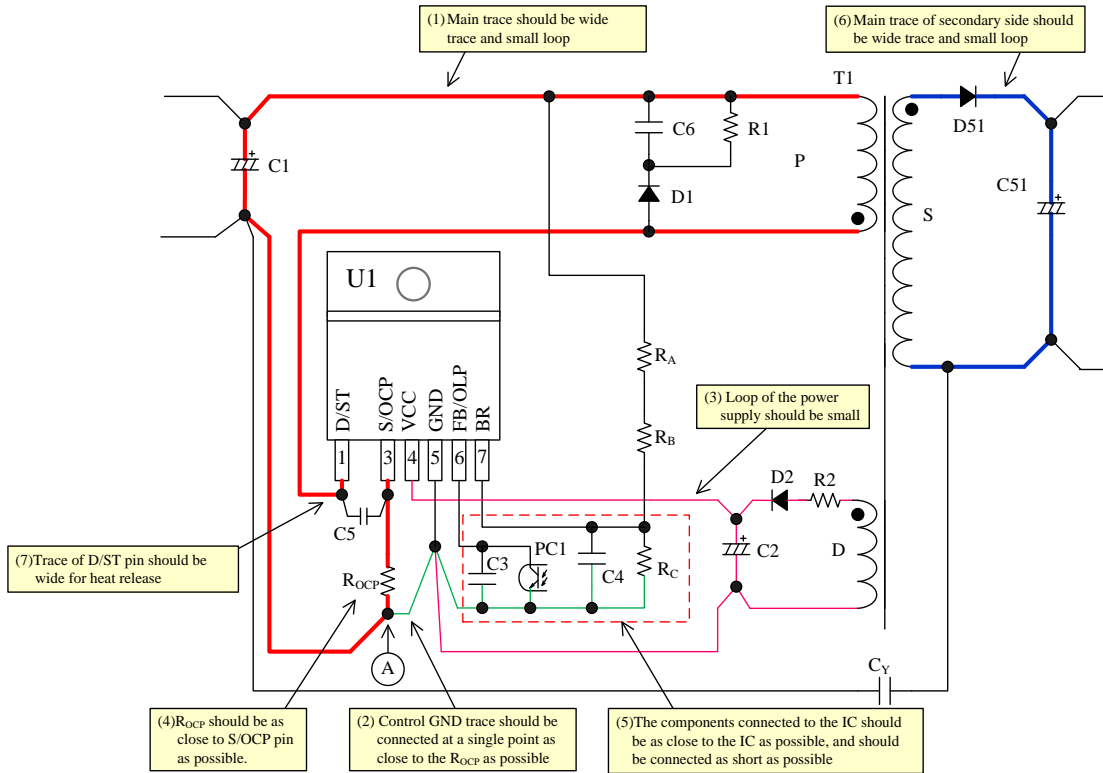 (1) Main trace should be wide
trace and small loop
(6) Main trace of secondary side should
be wide trace and small loop
T1
C6
R1
D51
C1
P
D1
S
C51
U1
RA
D/ST
S/OCP
VCC
GND
FB/OLP
BR
(3) Loop of the power
supply should be small
RB
1
3
4
5
6
7
D2
R2
C5
(7)Trace of D/ST pin should be
wide for heat release
PC1
C3
C4
RC
C2
D
ROCP
A
CY
(4)ROCP should be as
close to S/OCP pin
as possible.
(2) Control GND trace should be
connected at a single point as
close to the ROCP as possible
(5)The components connected to the IC should
be as close to the IC as possible, and should
be connected as short as possible